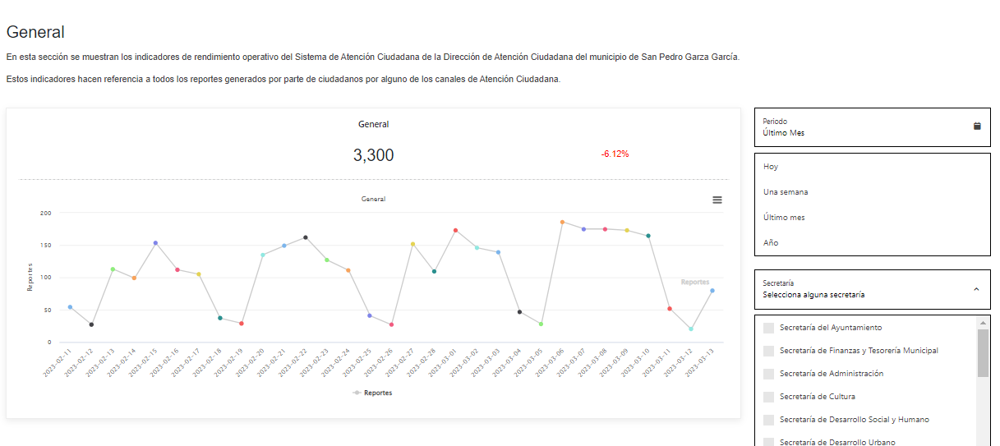 General
En esta sección se muestran los indicadores de rendimiento operativo del Sistema de Atención Ciudadana de la Dirección de Atención Ciudadana del municipio de San Pedro Garza García.
Estos indicadores hacen referencia a todos los reportes generados por parte de ciudadanos por alguno de los canales de Atención Ciudadana.
General
3,300
-6.12%
General
Reportes
200
150
100
50
0
Reportes
2023-02-11
2023-02-12
2023-02-13
2023-02-14
2023-02-15
2023-02-16
2023-02-17
2023-02-18
2023-02-19
2023-02-20
2023-02-21
2023-02-22
2023-02-23
2023-02-24
2023-02-25
2023-02-26
2023-02-27
2023-02-28
2023-03-01
2023-03-02
2023-03-03
2023-03-04
2023-03-05
2023-03-06
2023-03-07
2023-03-08
2023-03-09
2023-03-10
2023-03-11
2023-03-12
2023-03-13
Reportes
Periodo
Último Mes
Hoy
Una semana
Último mes
Año
Secretaría
Selecciona alguna secretaría
Secretaría del Ayuntamiento
Secretaría de Finanzas y Tesorería Municipal
Secretaría de Administración
Secretaría de Cultura
Secretaría de Desarrollo Social y Humano
Secretaría de Desarrollo Urbano